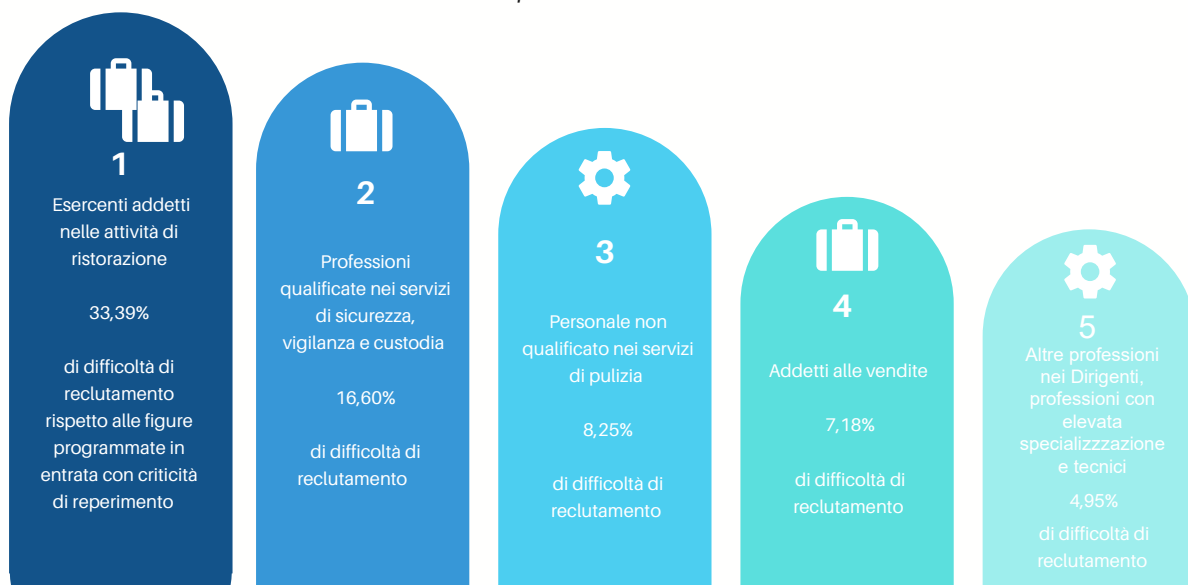 1
Esercenti addetti
nelle attività di
ristorazione
33,39%
di difficoltà di
reclutamento
rispetto alle figure
programmate in
entrata con criticità
di reperimento
2
Professioni
qualificate nei servizi
di sicurezza,
vigilanza e custodia
16,60%
di difficoltà di
reclutamento
3
Personale non
qualificato nei servizi
di pulizia
8,25%
di difficoltà di
reclutamento
4
Addetti alle vendite
7,18%
di difficoltà di
reclutamento
5
Altre professioni
nei Dirigenti,
professioni con
elevata
specializzzazione
e tecnici
4,95%
di difficoltà di
reclutamento